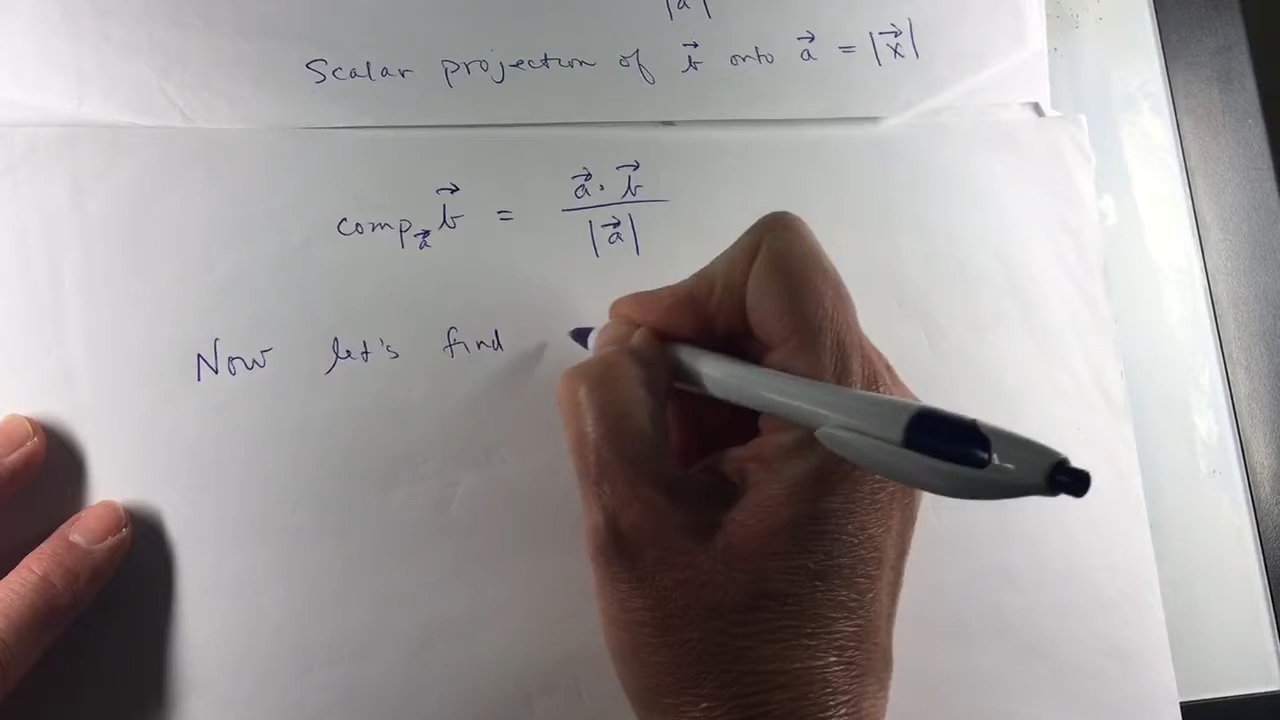 |a|
Scalar projection of b⃗ onto a⃗ = |x⃗|
comp_a⃗ b⃗ = a⃗ · b⃗ / |a⃗|
Now let's find